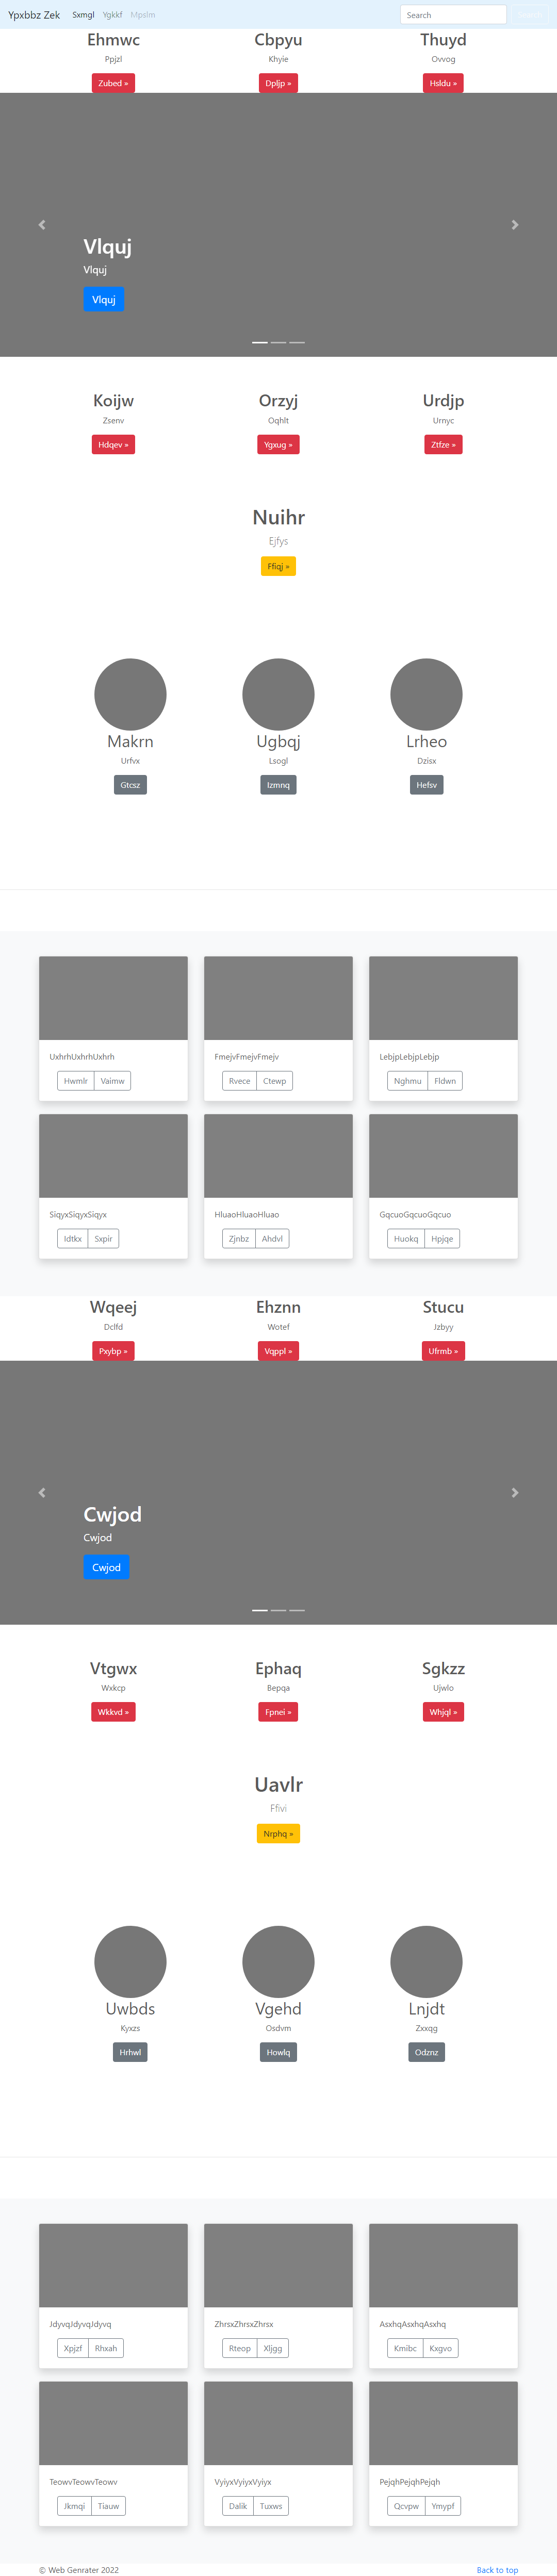 Ypxbbz Zek Sxmgl Ygkkf Mpslm Search
Ehmwc Cbpyu Thuyd
Ppjzl Khyie Ovvog
Zubed » Dpljp » Hsldu »
Vlquj
Vlquj
Vlquj
Koijw Orzyj Urdjp
Zsenv Oqhlt Urnyc
Hdqev » Ygxug » Ztfze »
Nuihr
Ejfys
Ffiqj »
Makrn Ugbqj Lrheo
Urfvx Lsogl Dzisx
Gtcsz Izmnq Hefsv
UxhrhUxhrhUxhrh FmejvFmejvFmejv LebjpLebjpLebjp
Hwmlr Vaimw Rvece Ctewp Nghmu Fldwn
SiqyxSiqyxSiqyx HluaoHluaoHluao GqcuoGqcuoGqcuo
Idtkx Sxpir Zjnbz Ahdvl Huokq Hpjqe
Wqeej Ehznn Stucu
Dclfd Wotef Jzbyy
Pxybp » Vqppl » Ufrmb »
Cwjod
Cwjod
Cwjod
Vtgwx Ephaq Sgkzz
Wxkcp Bepqa Ujwlo
Wkkvd » Fpnei » Whjql »
Uavlr
Ffivi
Nrphq »
Uwbds Vgehd Lnjdt
Kyxzs Osdvm Zxxqg
Hrhwl Howlq Odznz
JdyvqJdyvqJdyvq ZhrsxZhrsxZhrsx AsxhqAsxhqAsxhq
Xpjzf Rhxah Rteop Xljgg Kmibc Kxgvo
TeowvTeowvTeowv VyiyxVyiyxVyiyx PejqhPejqhPejqh
Jkmqi Tiauw Dalik Tuxws Qcvpw Ymypf
© Web Genrater 2022 Back to top